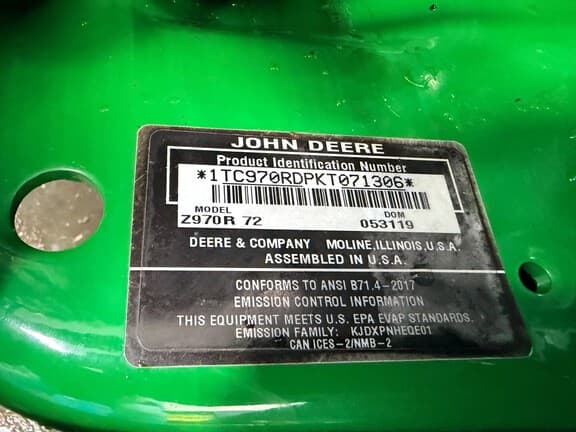 JOHN DEERE
Product Identification Number
*1TC970RDPKT071306*
MODEL DOM
Z970R 72 053119
DEERE & COMPANY MOLINE, ILLINOIS, U.S.A.
ASSEMBLED IN U.S.A.
CONFORMS TO ANSI B71.4-2017
EMISSION CONTROL INFORMATION
THIS EQUIPMENT MEETS U.S. EPA EVAP STANDARDS.
EMISSION FAMILY: KJDXPNHEQE01
CAN ICES-2/NMB-2